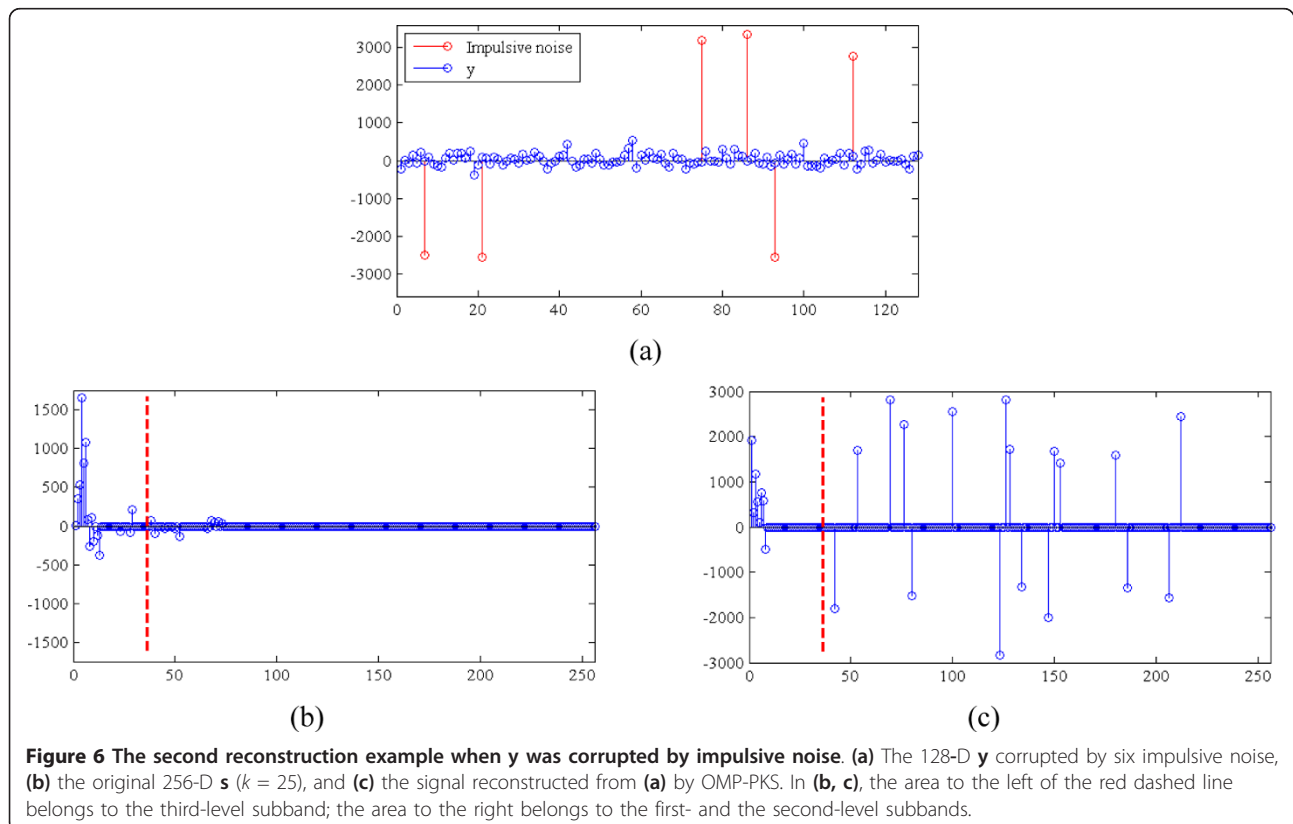 3000
2000
1000
0
-1000
-2000
-3000
Impulsive noise
y
0 20 40 60 80 100 120
(a)
1500
1000
500
0
-500
-1000
-1500
0 50 100 150 200 250
(b)
3000
2000
1000
0
-1000
-2000
-3000
0 50 100 150 200 250
(c)
Figure 6 The second reconstruction example when y was corrupted by impulsive noise. (a) The 128-D y corrupted by six impulsive noise,
(b) the original 256-D s (k = 25), and (c) the signal reconstructed from (a) by OMP-PKS. In (b, c), the area to the left of the red dashed line
belongs to the third-level subband; the area to the right belongs to the first- and the second-level subbands.